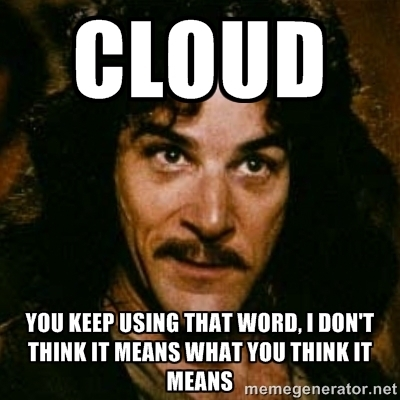 CLOUD
YOU KEEP USING THAT WORD, I DON'T
THINK IT MEANS WHAT YOU THINK IT
MEANS
memegenerator.net